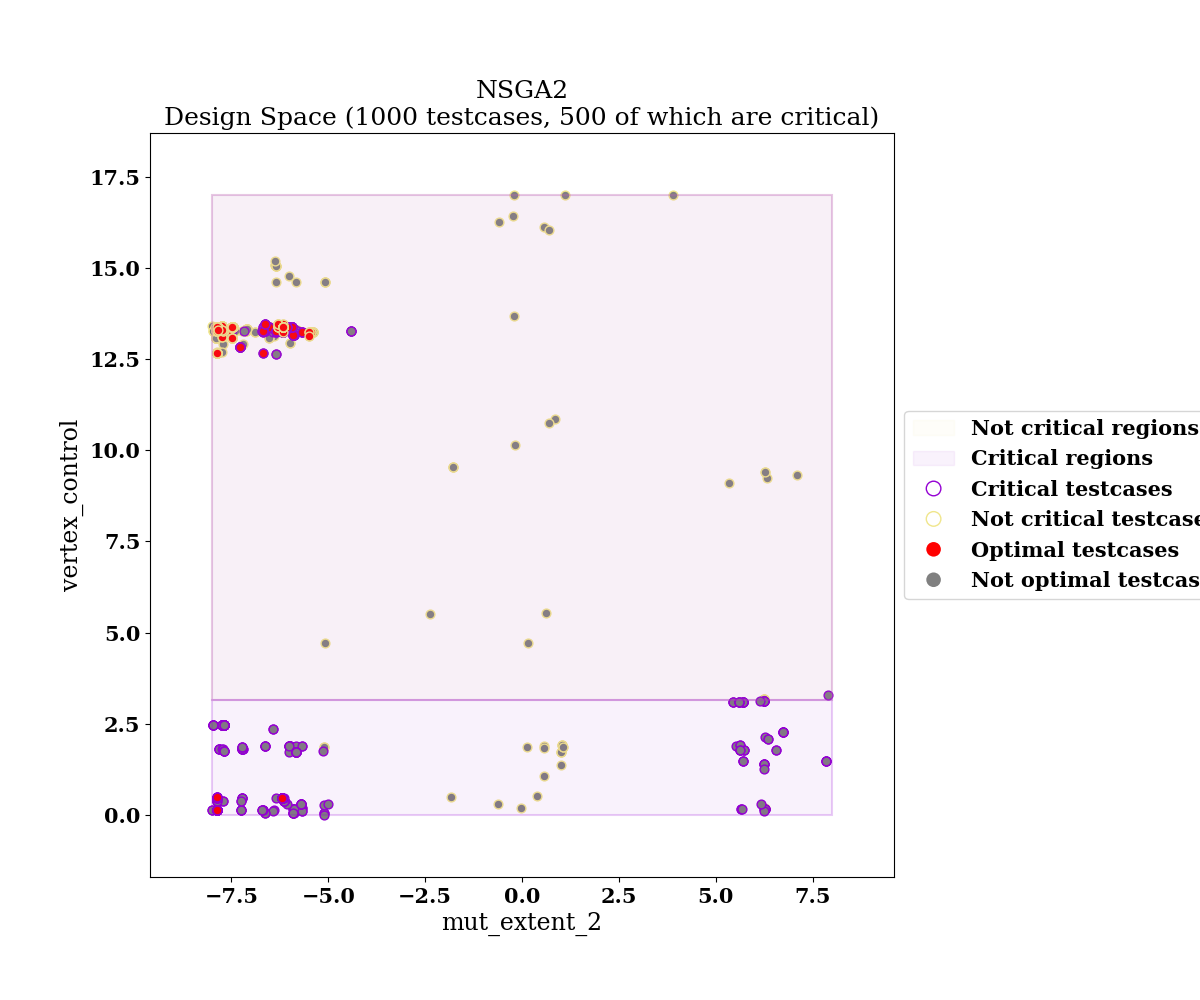 NSGA2
Design Space (1000 testcases, 500 of which are critical)
17.5
15.0
12.5
10.0
7.5
5.0
2.5
0.0
vertex_control
−7.5 −5.0 −2.5 0.0 2.5 5.0 7.5
mut_extent_2
Not critical regions
Critical regions
Critical testcases
Not critical testcase
Optimal testcases
Not optimal testcas